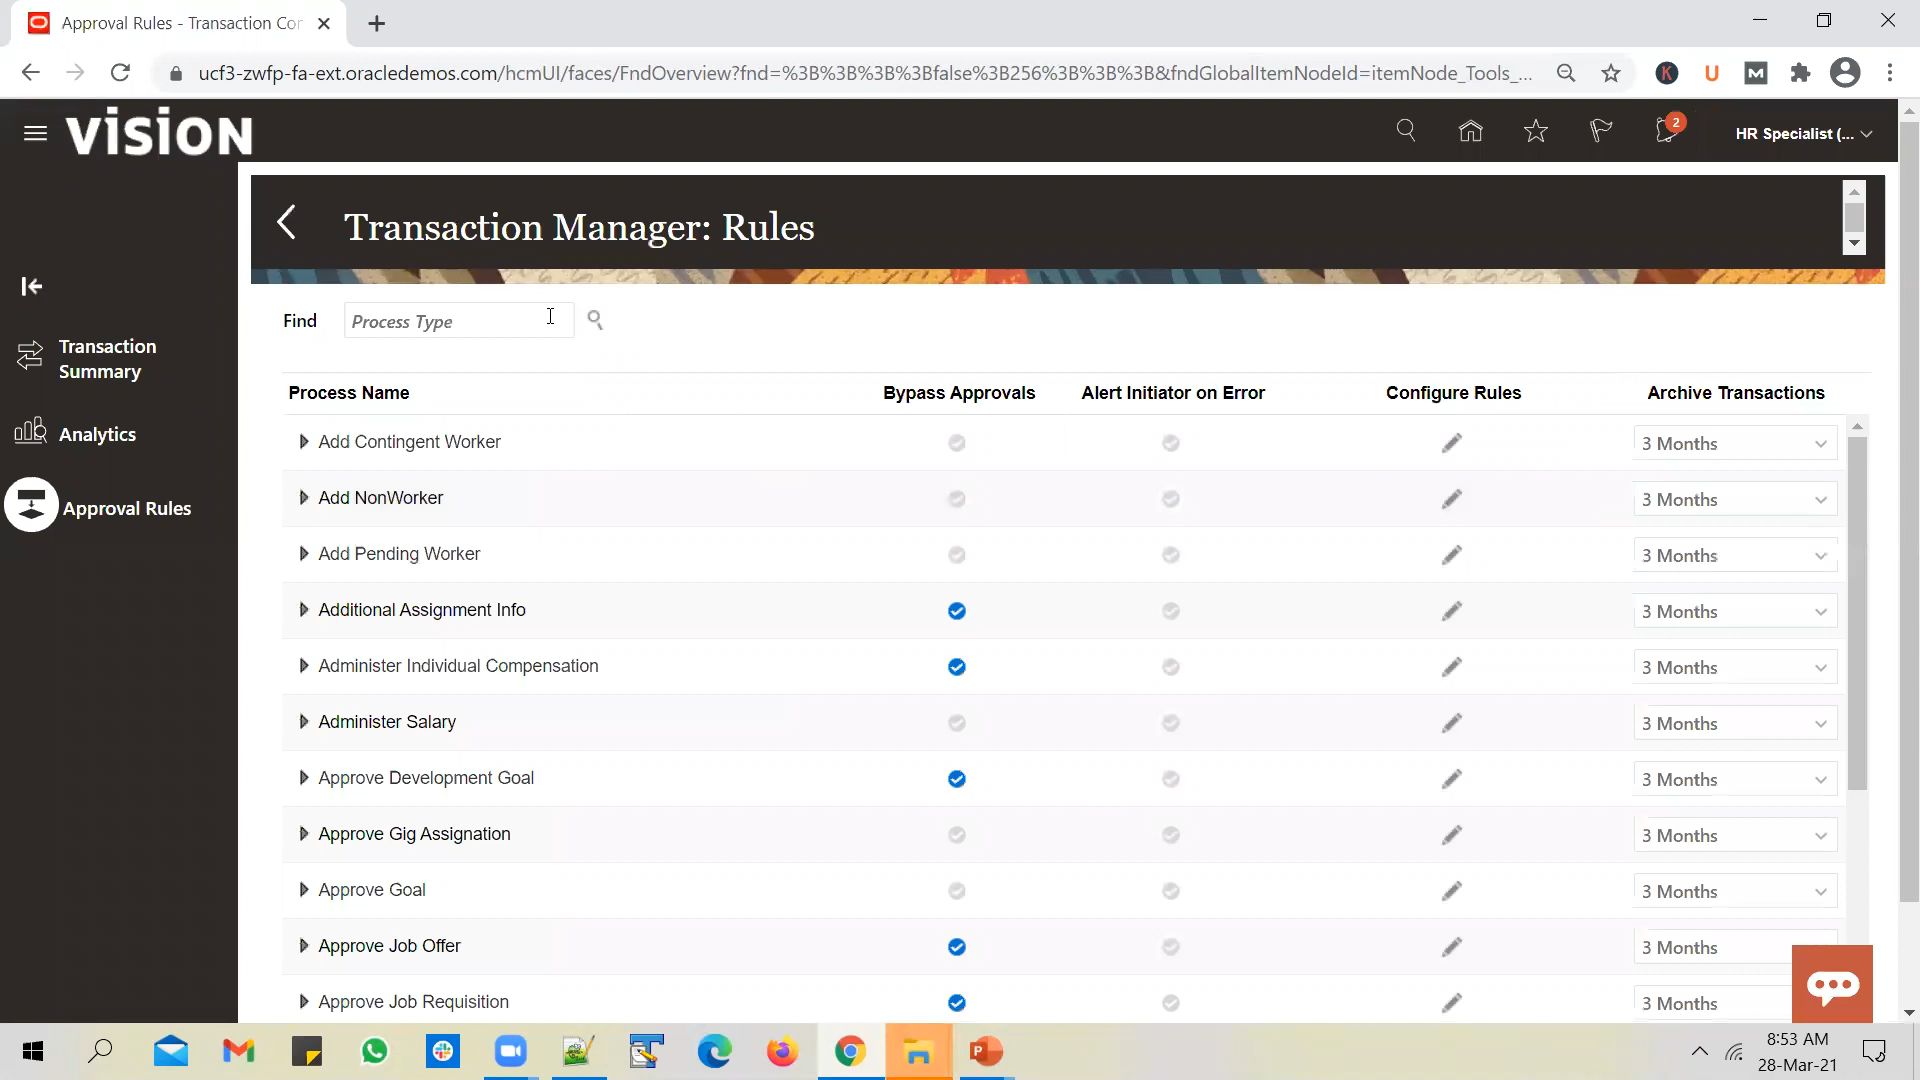 Approval Rules - Transaction Cor
ucf3-zwfp-fa-ext.oracledemos.com/hcmUI/faces/FndOverview?fnd=%3B%3B%3B%3Bfalse%3B256%3B%3B%3B&fndGlobalItemNodeId=itemNode_Tools_...
K U M
VISION
2
HR Specialist (...
Transaction Manager: Rules
Transaction
Summary
Analytics
Approval Rules
Find Process Type
Process Name Bypass Approvals Alert Initiator on Error Configure Rules Archive Transactions
Add Contingent Worker 3 Months
Add NonWorker 3 Months
Add Pending Worker 3 Months
Additional Assignment Info 3 Months
Administer Individual Compensation 3 Months
Administer Salary 3 Months
Approve Development Goal 3 Months
Approve Gig Assignation 3 Months
Approve Goal 3 Months
Approve Job Offer 3 Months
Approve Job Requisition 3 Months
8:53 AM
28-Mar-21